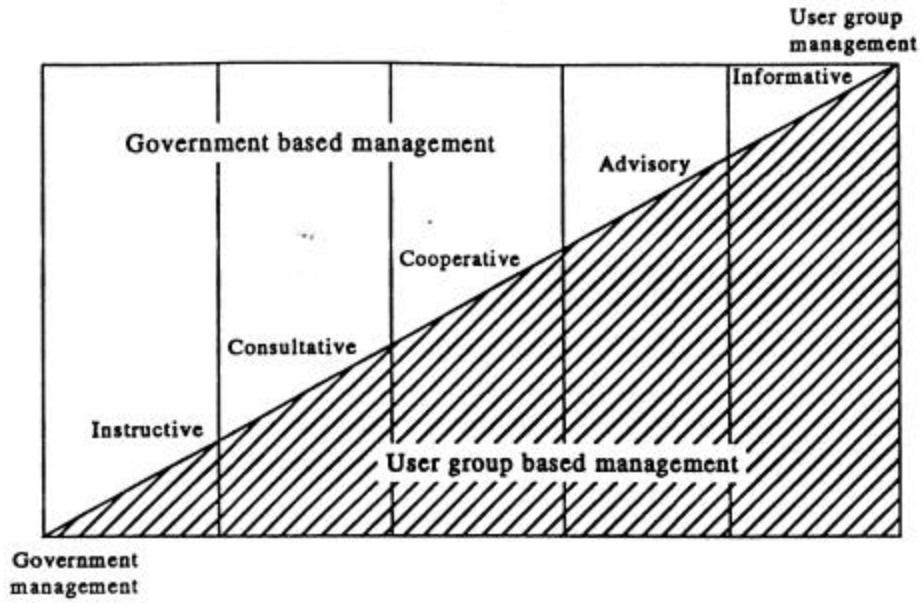 User group
management
Informative
Government based management
Advisory
Cooperative
Consultative
Instructive
User group based management
Government
management